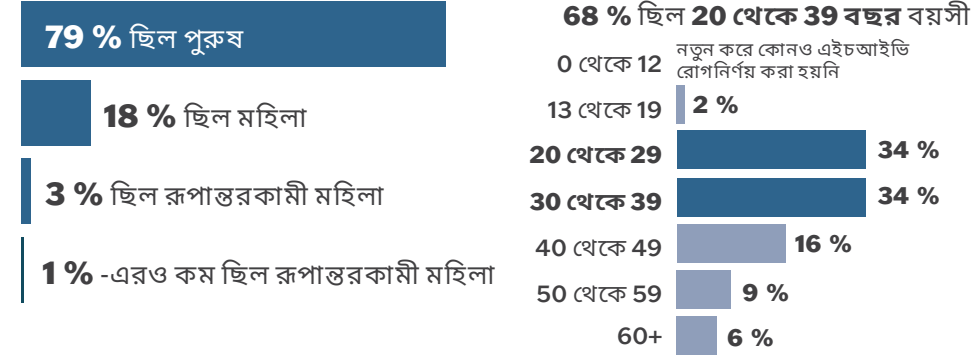 79 % ছিল পুরুষ
18 % ছিল মহিলা
3 % ছিল রূপান্তরকামী মহিলা
1 % -এরও কম ছিল রূপান্তরকামী মহিলা
68 % ছিল 20 থেকে 39 বছর বয়সী
0 থেকে 12 নতুন করে কোনও এইচআইভি
রোগনির্ণয় করা হয়নি
13 থেকে 19 2 %
20 থেকে 29 34 %
30 থেকে 39 34 %
40 থেকে 49 16 %
50 থেকে 59 9 %
60+ 6 %